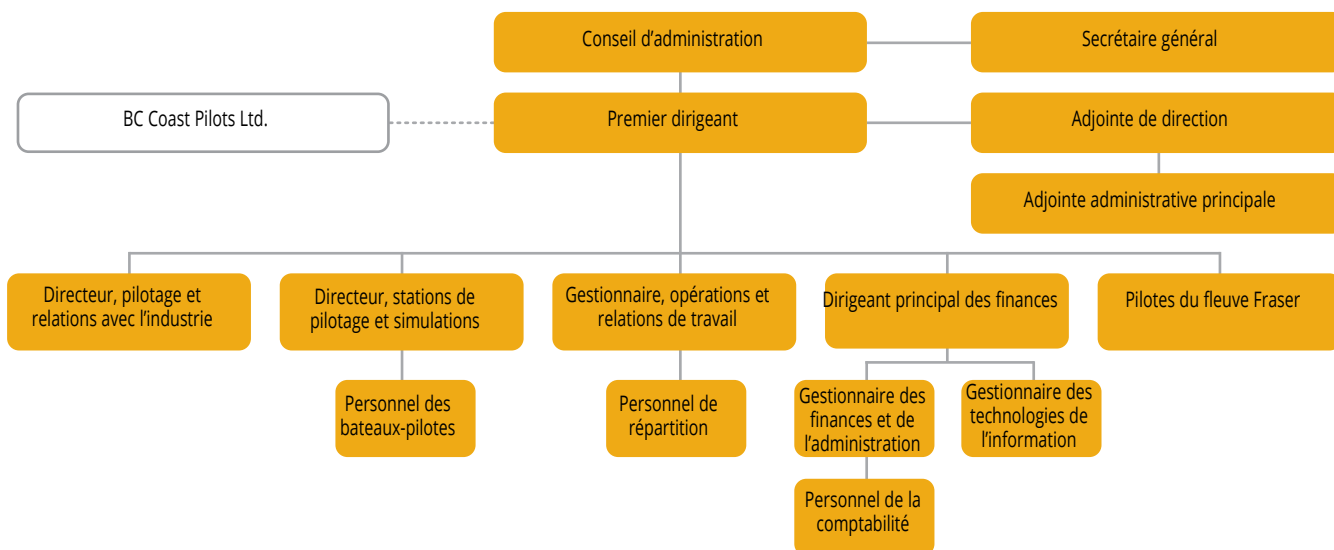 Conseil d’administration
Secrétaire général
BC Coast Pilots Ltd.
Premier dirigeant
Adjointe de direction
Adjointe administrative principale
Directeur, pilotage et
relations avec l’industrie
Directeur, stations de
pilotage et simulations
Gestionnaire, opérations et
relations de travail
Dirigeant principal des finances
Pilotes du fleuve Fraser
Personnel des
bateaux-pilotes
Personnel de
répartition
Gestionnaire des
finances et de
l’administration
Gestionnaire des
technologies de
l’information
Personnel de la
comptabilité